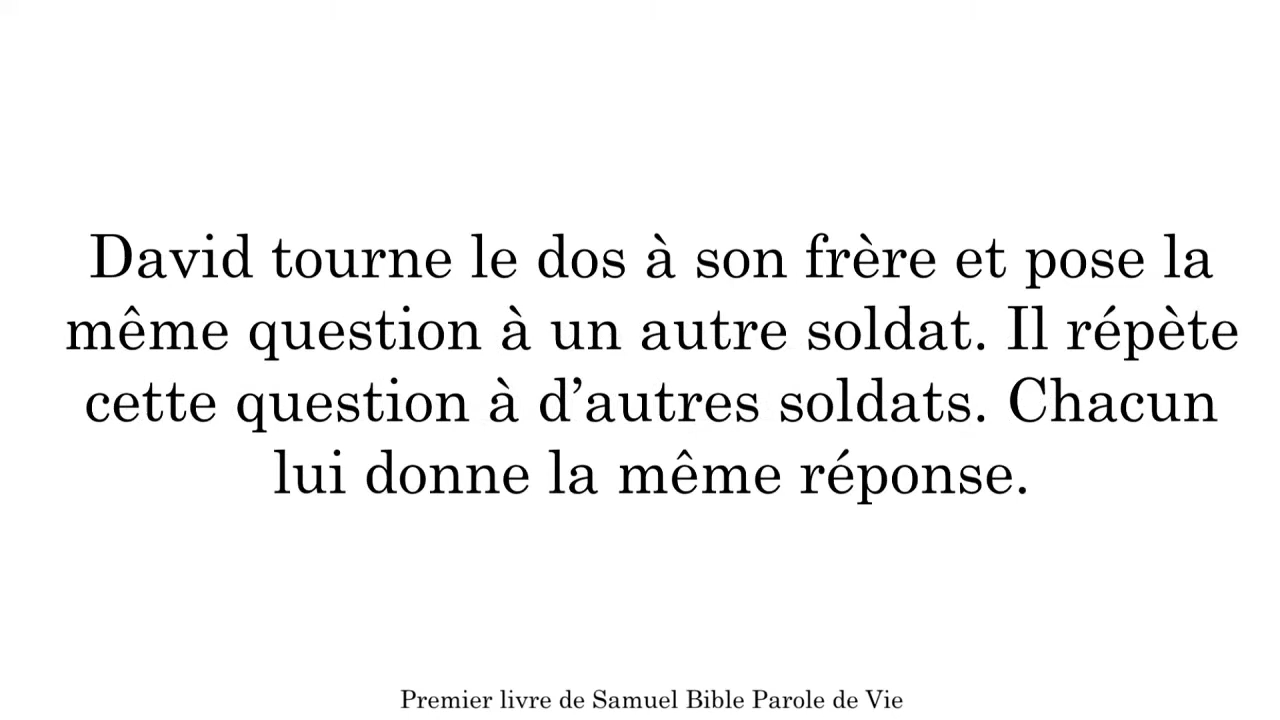 David tourne le dos à son frère et pose la
même question à un autre soldat. Il répète
cette question à d’autres soldats. Chacun
lui donne la même réponse.
Premier livre de Samuel Bible Parole de Vie